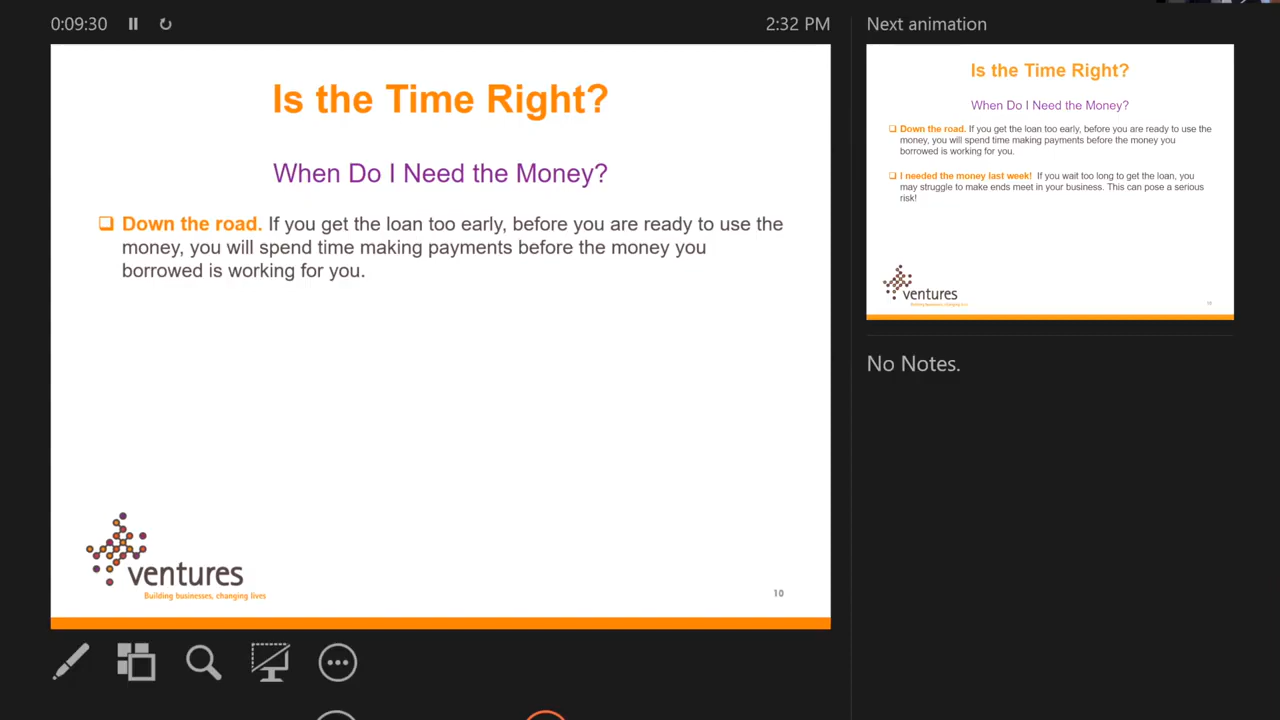 0:09:30
2:32 PM
Is the Time Right?
When Do I Need the Money?
Down the road. If you get the loan too early, before you are ready to use the
money, you will spend time making payments before the money you
borrowed is working for you.
ventures
Building businesses, changing lives
10
Next animation
Is the Time Right?
When Do I Need the Money?
Down the road. If you get the loan too early, before you are ready to use the
money, you will spend time making payments before the money you
borrowed is working for you.
I needed the money last week! If you wait too long to get the loan, you
may struggle to make ends meet in your business. This can pose a serious
risk!
ventures
No Notes.